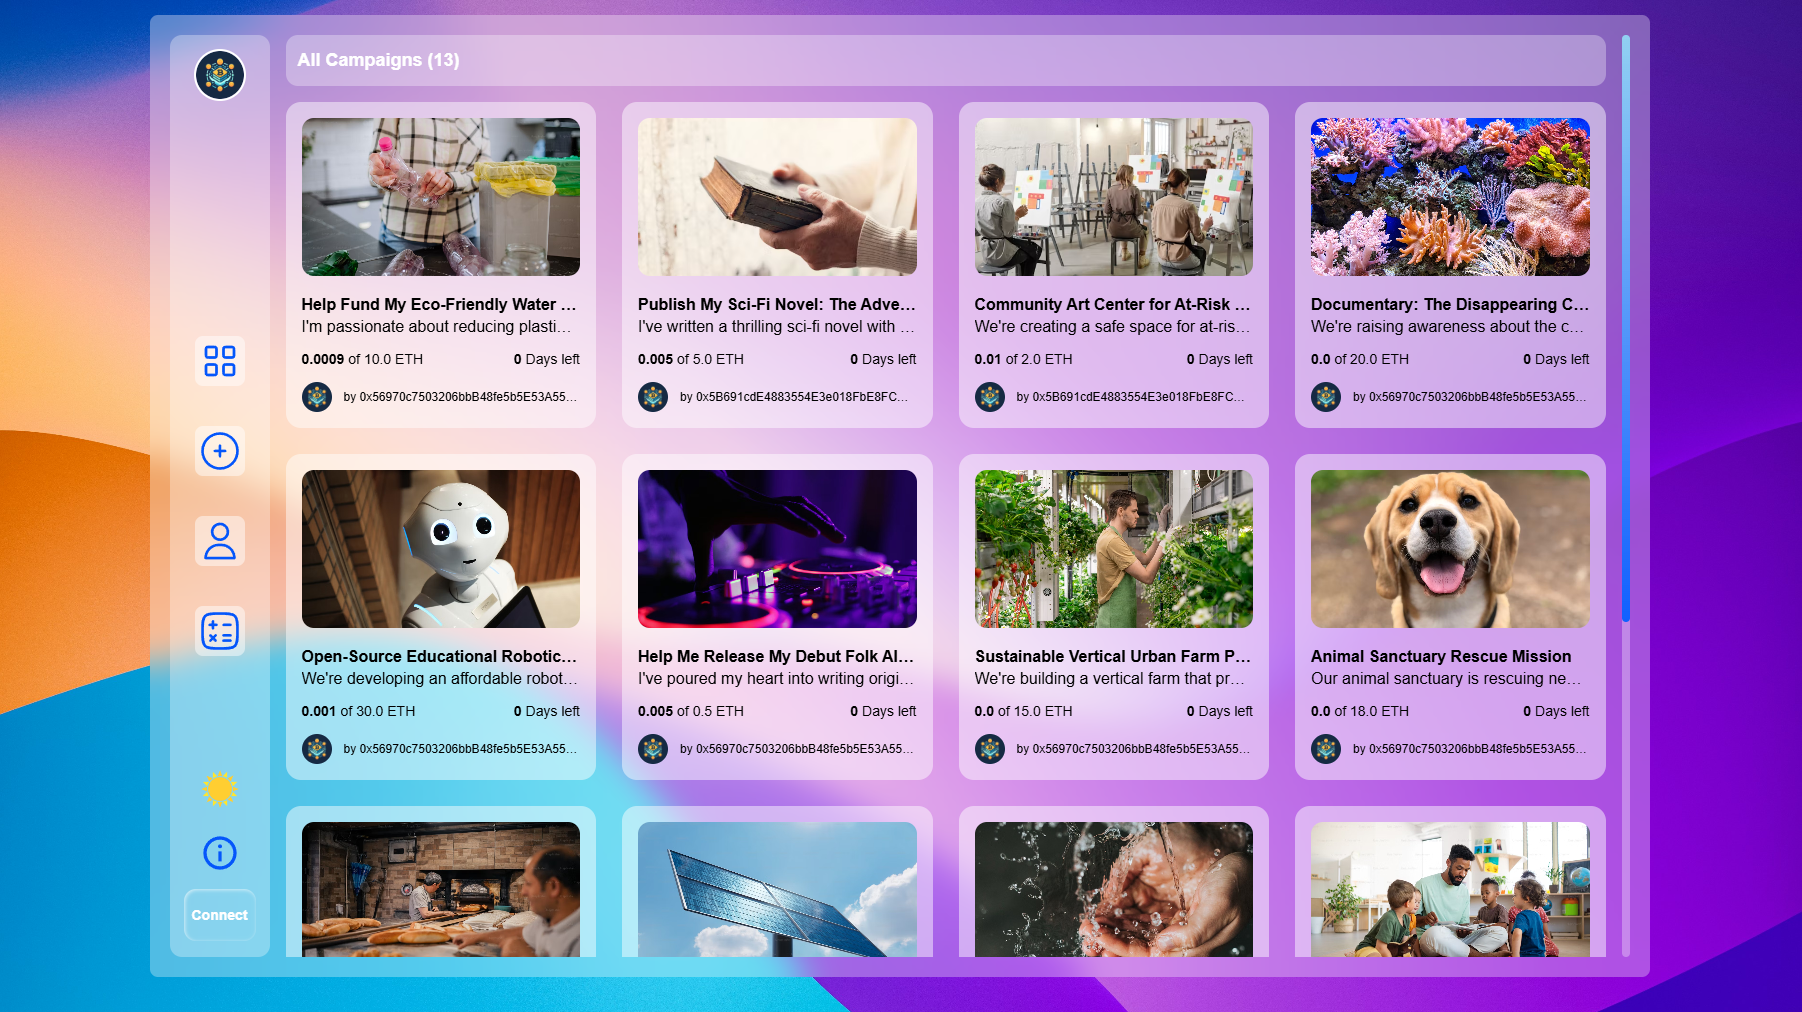 All Campaigns (13)
Help Fund My Eco-Friendly Water ...
I'm passionate about reducing plasti...
0.0009 of 10.0 ETH
0 Days left
by 0x56970c7503206bbB48fe5b5E53A55...
Publish My Sci-Fi Novel: The Adve...
I've written a thrilling sci-fi novel with ...
0.005 of 5.0 ETH
0 Days left
by 0x5B691cdE4883554E3e018FbE8FC...
Community Art Center for At-Risk ...
We're creating a safe space for at-ris...
0.01 of 2.0 ETH
0 Days left
by 0x5B691cdE4883554E3e018FbE8FC...
Documentary: The Disappearing C...
We're raising awareness about the c...
0.0 of 20.0 ETH
0 Days left
by 0x56970c7503206bbB48fe5b5E53A55...
Open-Source Educational Robotic...
We're developing an affordable robot...
0.001 of 30.0 ETH
0 Days left
by 0x56970c7503206bbB48fe5b5E53A55...
Help Me Release My Debut Folk Al...
I've poured my heart into writing origi...
0.005 of 0.5 ETH
0 Days left
by 0x56970c7503206bbB48fe5b5E53A55...
Sustainable Vertical Urban Farm P...
We're building a vertical farm that pr...
0.0 of 15.0 ETH
0 Days left
by 0x56970c7503206bbB48fe5b5E53A55...
Animal Sanctuary Rescue Mission
Our animal sanctuary is rescuing ne...
0.0 of 18.0 ETH
0 Days left
by 0x56970c7503206bbB48fe5b5E53A55...
Connect